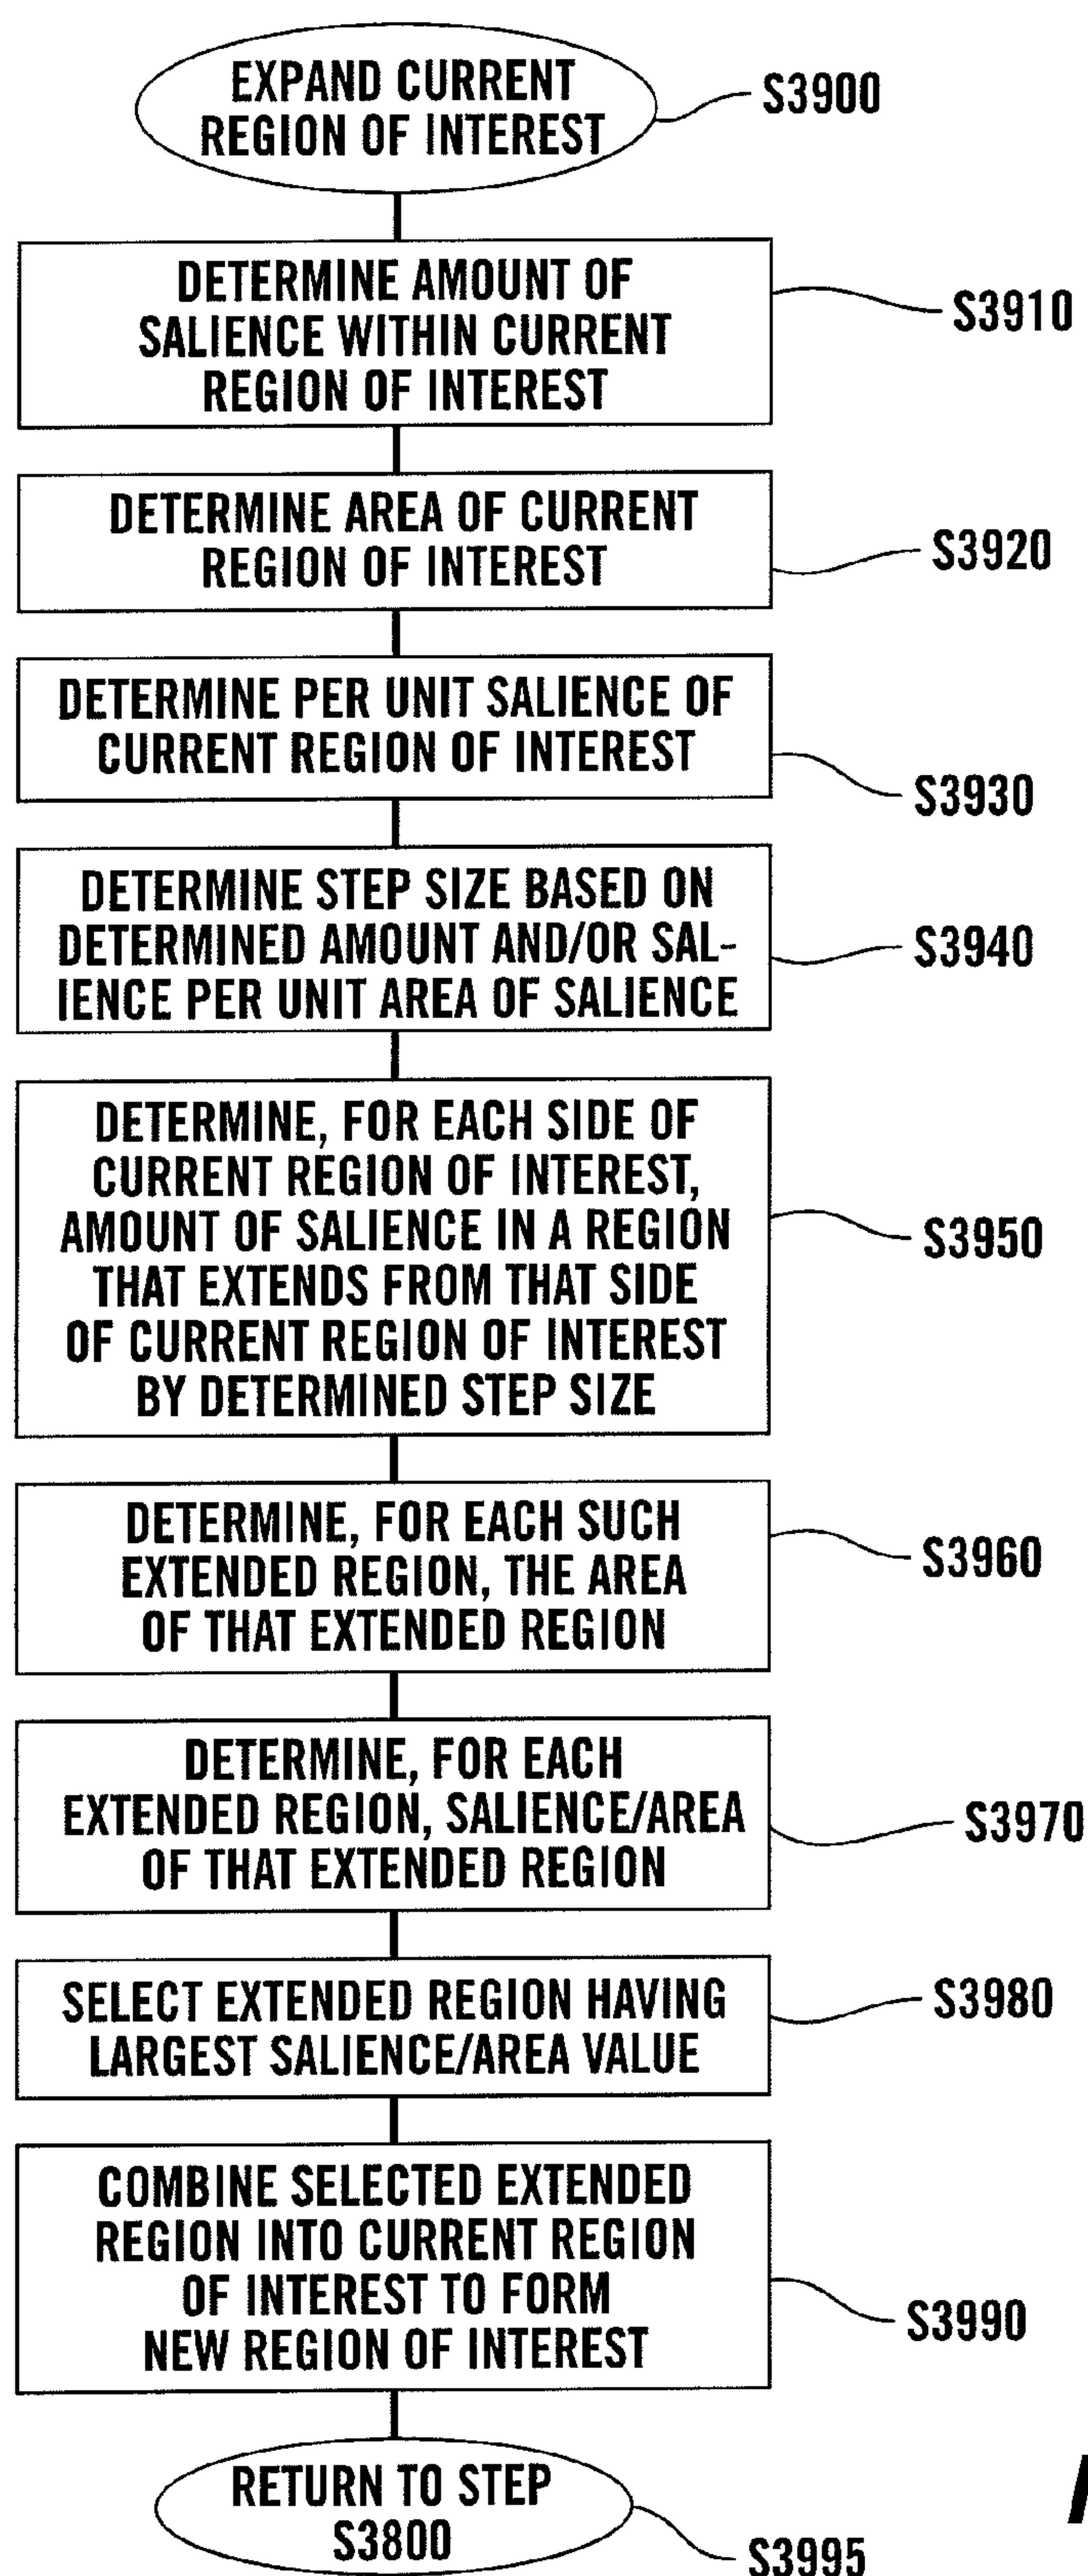 EXPAND CURRENT
REGION OF INTEREST
S3900
DETERMINE AMOUNT OF
SALIENCE WITHIN CURRENT
REGION OF INTEREST
S3910
DETERMINE AREA OF CURRENT
REGION OF INTEREST
S3920
DETERMINE PER UNIT SALIENCE OF
CURRENT REGION OF INTEREST
S3930
DETERMINE STEP SIZE BASED ON
DETERMINED AMOUNT AND/OR SAL-
IENCE PER UNIT AREA OF SALIENCE
S3940
DETERMINE, FOR EACH SIDE OF
CURRENT REGION OF INTEREST,
AMOUNT OF SALIENCE IN A REGION
THAT EXTENDS FROM THAT SIDE
OF CURRENT REGION OF INTEREST
BY DETERMINED STEP SIZE
S3950
DETERMINE, FOR EACH SUCH
EXTENDED REGION, THE AREA
OF THAT EXTENDED REGION
S3960
DETERMINE, FOR EACH
EXTENDED REGION, SALIENCE/AREA
OF THAT EXTENDED REGION
S3970
SELECT EXTENDED REGION HAVING
LARGEST SALIENCE/AREA VALUE
S3980
COMBINE SELECTED EXTENDED
REGION INTO CURRENT REGION
OF INTEREST TO FORM
NEW REGION OF INTEREST
S3990
RETURN TO STEP
S3800
S3995